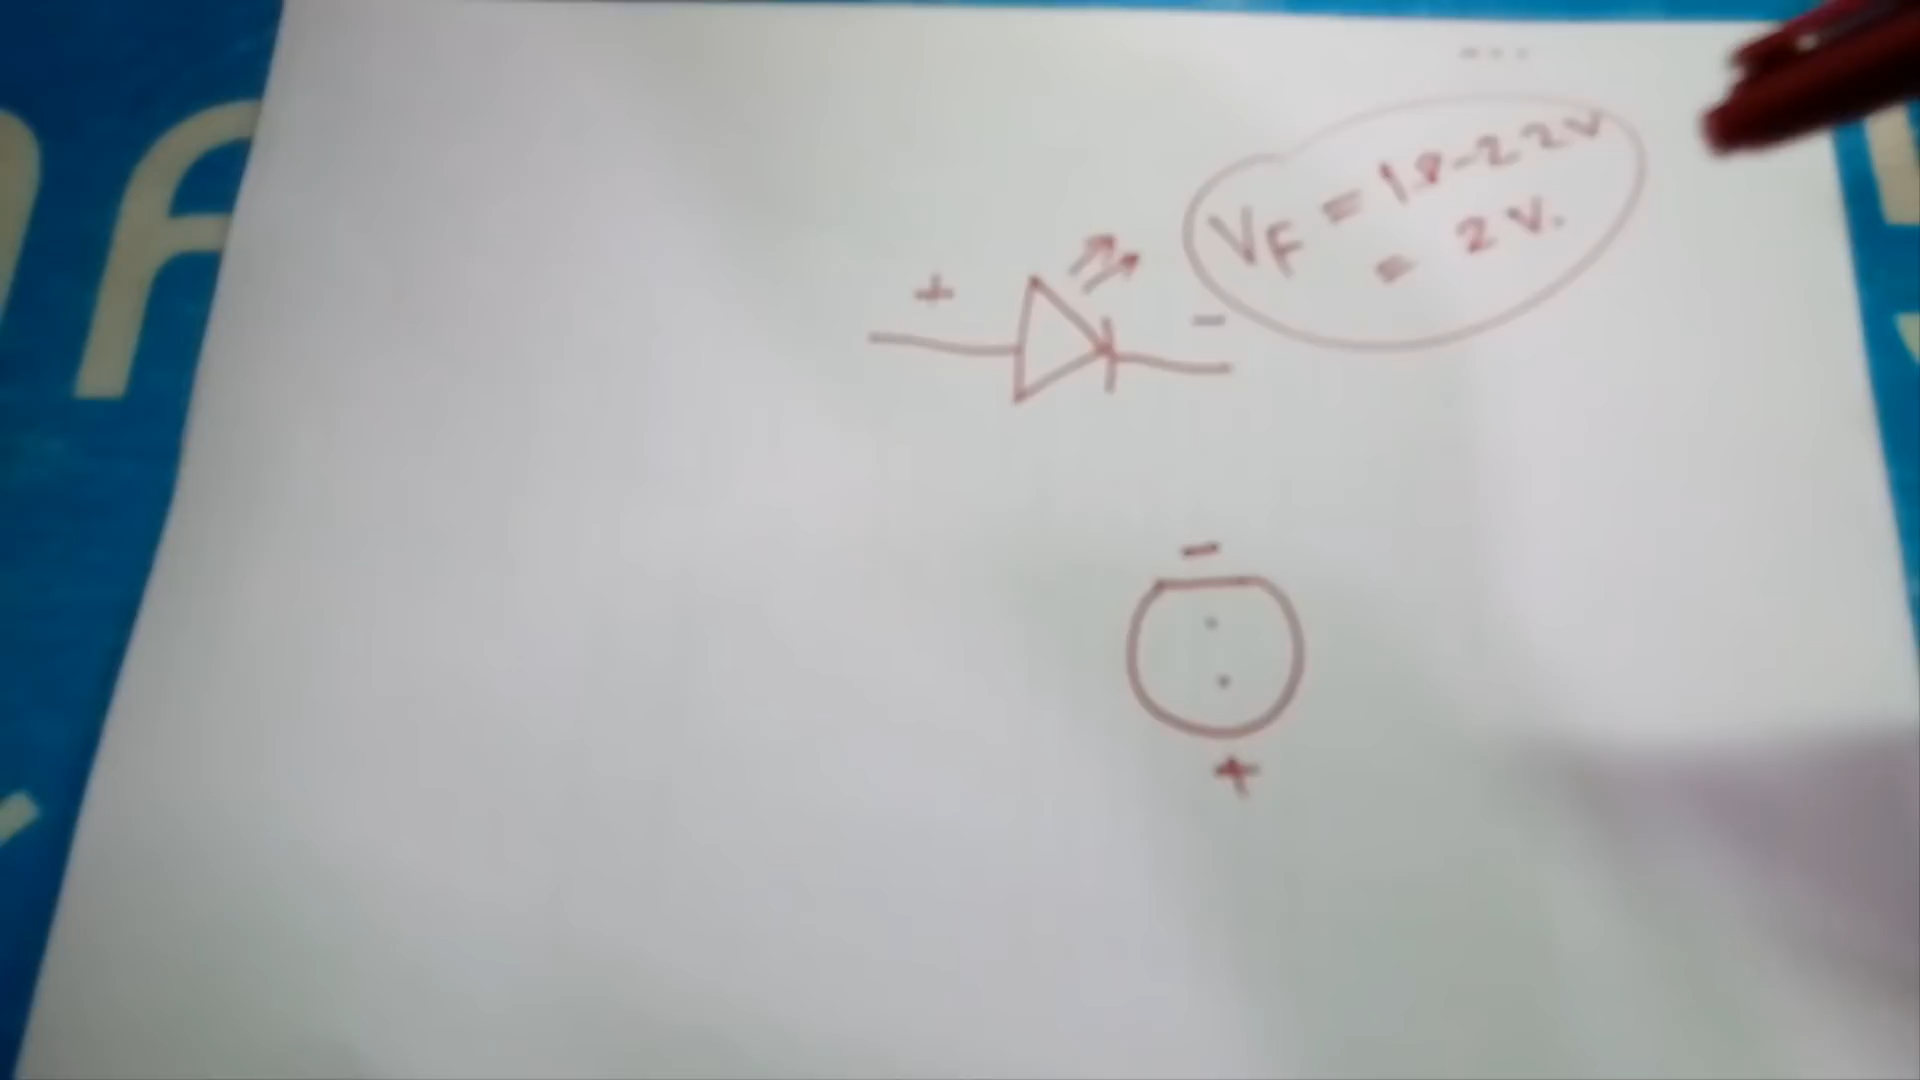 VF = 1.8-2.2V
= 2V.
+
-
-
+